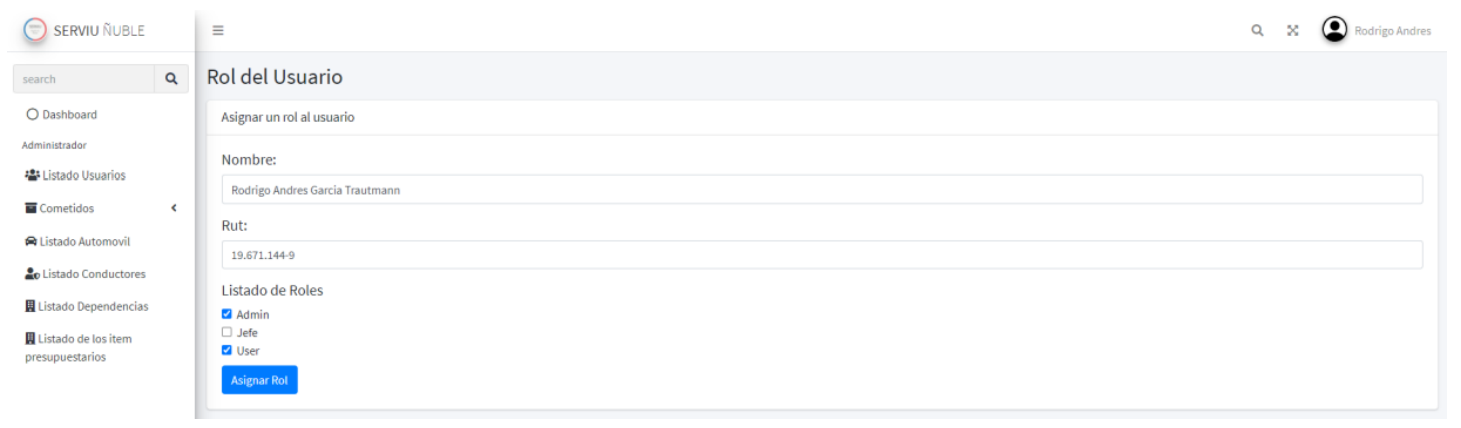 SERVIU ÑUBLE
Rodrigo Andres
search
Dashboard
Administrador
Listado Usuarios
Cometidos
Listado Automovil
Listado Conductores
Listado Dependencias
Listado de los item
presupuestarios
Rol del Usuario
Asignar un rol al usuario
Nombre:
Rodrigo Andres Garcia Trautmann
Rut:
19.671.144-9
Listado de Roles
Admin
Jefe
User
Asignar Rol